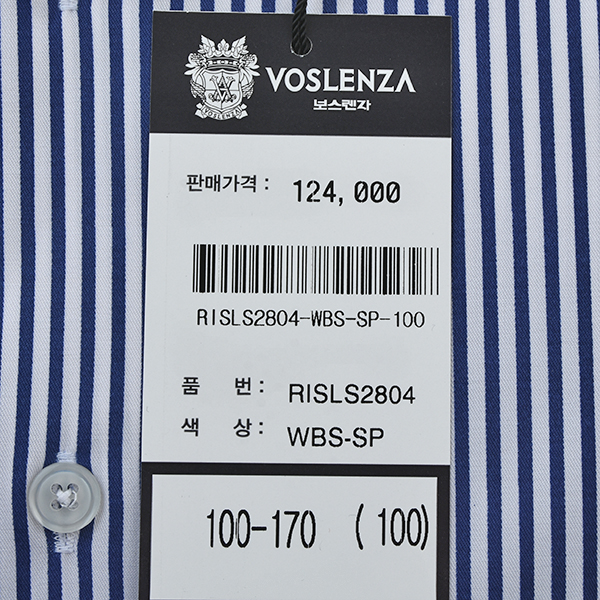 VOSLENZA
VOSLENZA
보스렌자
판매가격 : 124,000
RISLS2804-WBS-SP-100
품 번 : RISLS2804
색 상 : WBS-SP
100-170 (100)